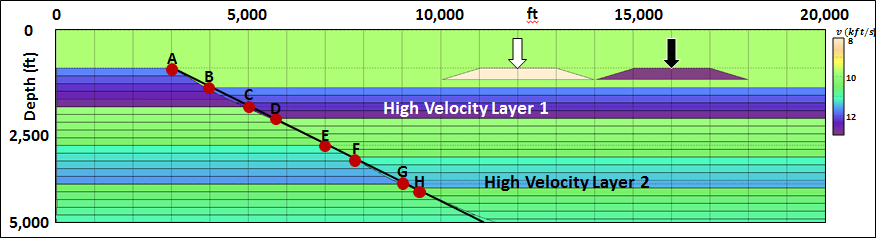 0 5,000 10,000 ft 15,000 20,000
0
v (kft/s)
8
10
12
Depth (ft)
2,500
5,000
A
B
C
D
E
F
G
H
High Velocity Layer 1
High Velocity Layer 2